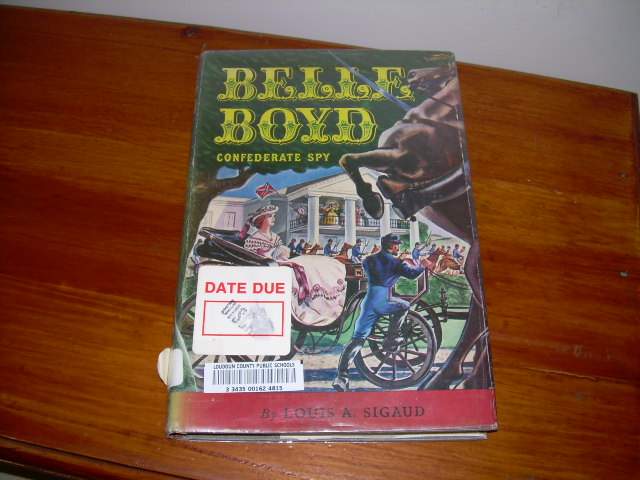 BELLE
BOYD
CONFEDERATE SPY
DATE DUE
LOUDOUN COUNTY PUBLIC SCHOOLS
3 3435 00162 4815
By LOUIS A. SIGAUD